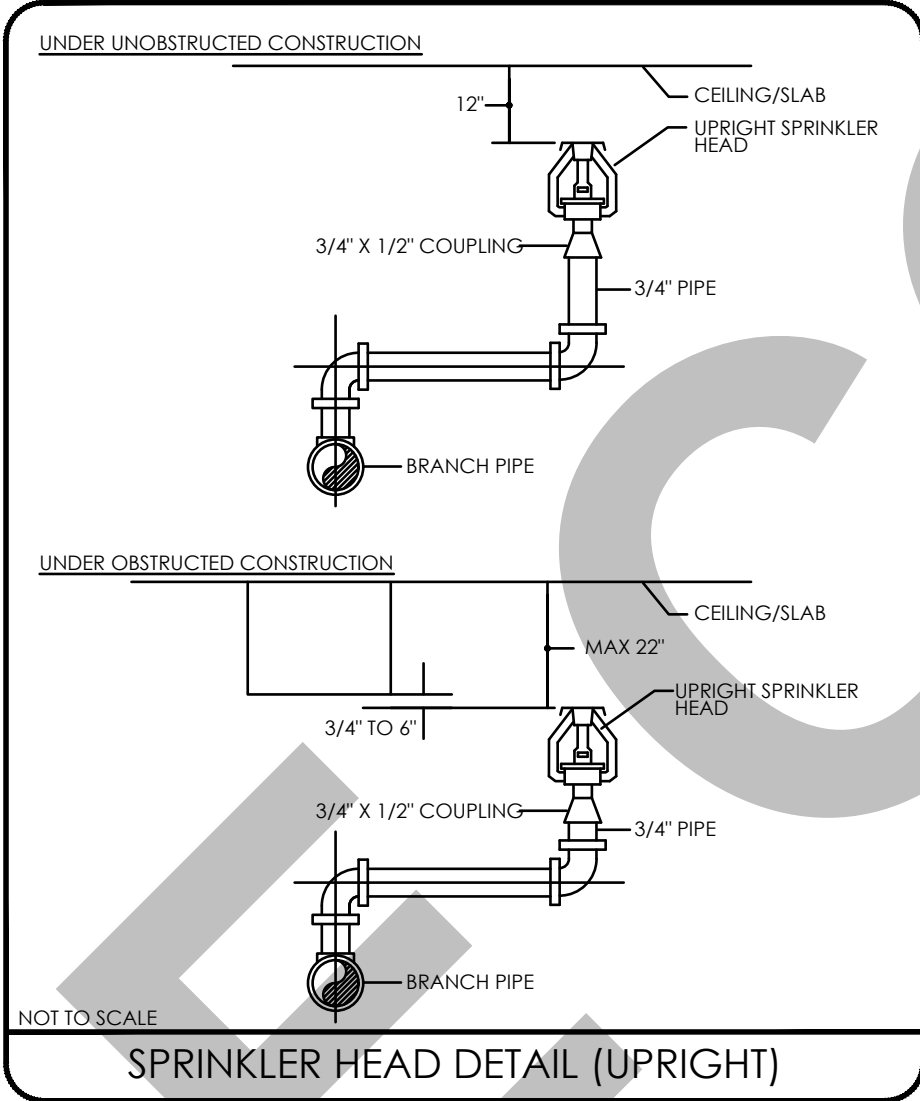 UNDER UNOBSTRUCTED CONSTRUCTION
12"
CEILING/SLAB
UPRIGHT SPRINKLER
HEAD
3/4" X 1/2" COUPLING
3/4" PIPE
BRANCH PIPE
UNDER OBSTRUCTED CONSTRUCTION
CEILING/SLAB
MAX 22"
UPRIGHT SPRINKLER
HEAD
3/4" TO 6"
3/4" X 1/2" COUPLING
3/4" PIPE
BRANCH PIPE
NOT TO SCALE
SPRINKLER HEAD DETAIL (UPRIGHT)